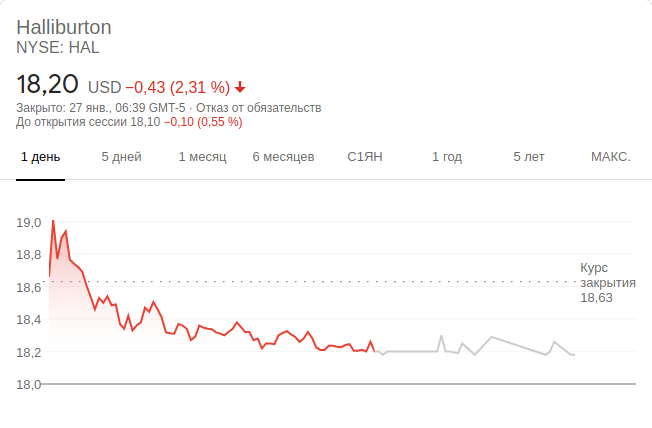 Halliburton
NYSE: HAL
18,20 USD −0,43 (2,31 %)
Закрыто: 27 янв., 06:39 GMT-5 · Отказ от обязательств
До открытия сессии 18,10 −0,10 (0,55 %)
1 день 5 дней 1 месяц 6 месяцев С1ЯН 1 год 5 лет МАКС.
19,0
18,8
18,6
18,4
18,2
18,0
Курс
закрытия
18,63